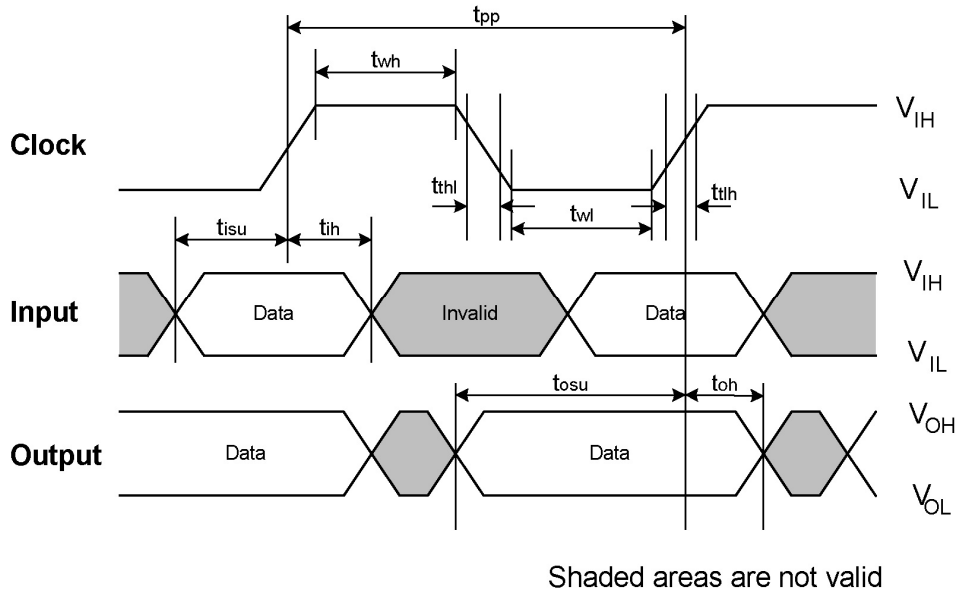 tpp
twh
Clock
VIH
tthl
ttlh
VIL
twl
tisu
tih
Input
Data
Invalid
Data
VIH
VIL
tosu
toh
Output
Data
Data
VOH
VOL
Shaded areas are not valid